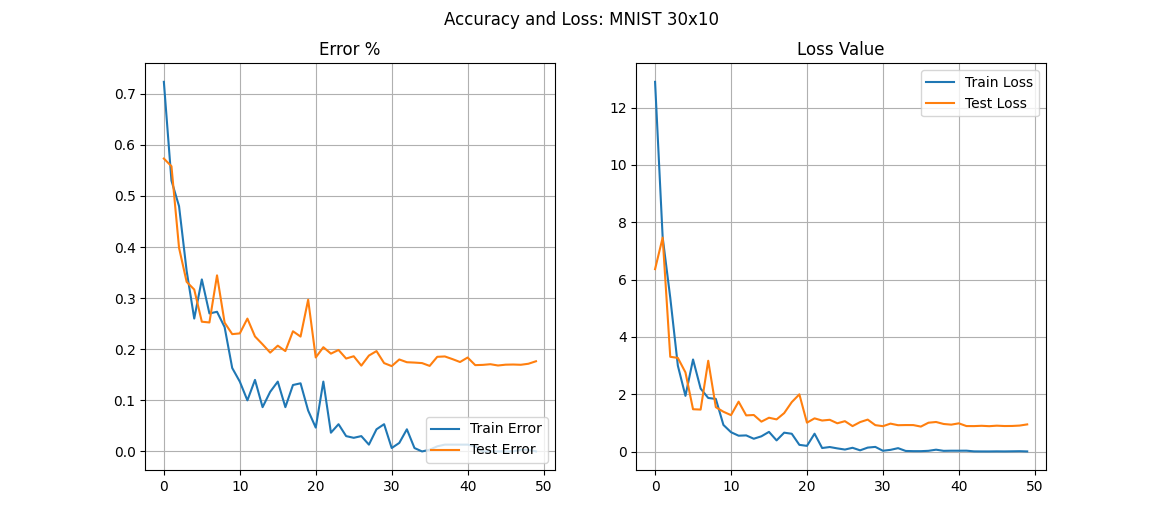 Accuracy and Loss: MNIST 30x10
Error %
0.7
0.6
0.5
0.4
0.3
0.2
0.1
0.0
0 10 20 30 40 50
Train Error
Test Error
Loss Value
12
10
8
6
4
2
0
0 10 20 30 40 50
Train Loss
Test Loss